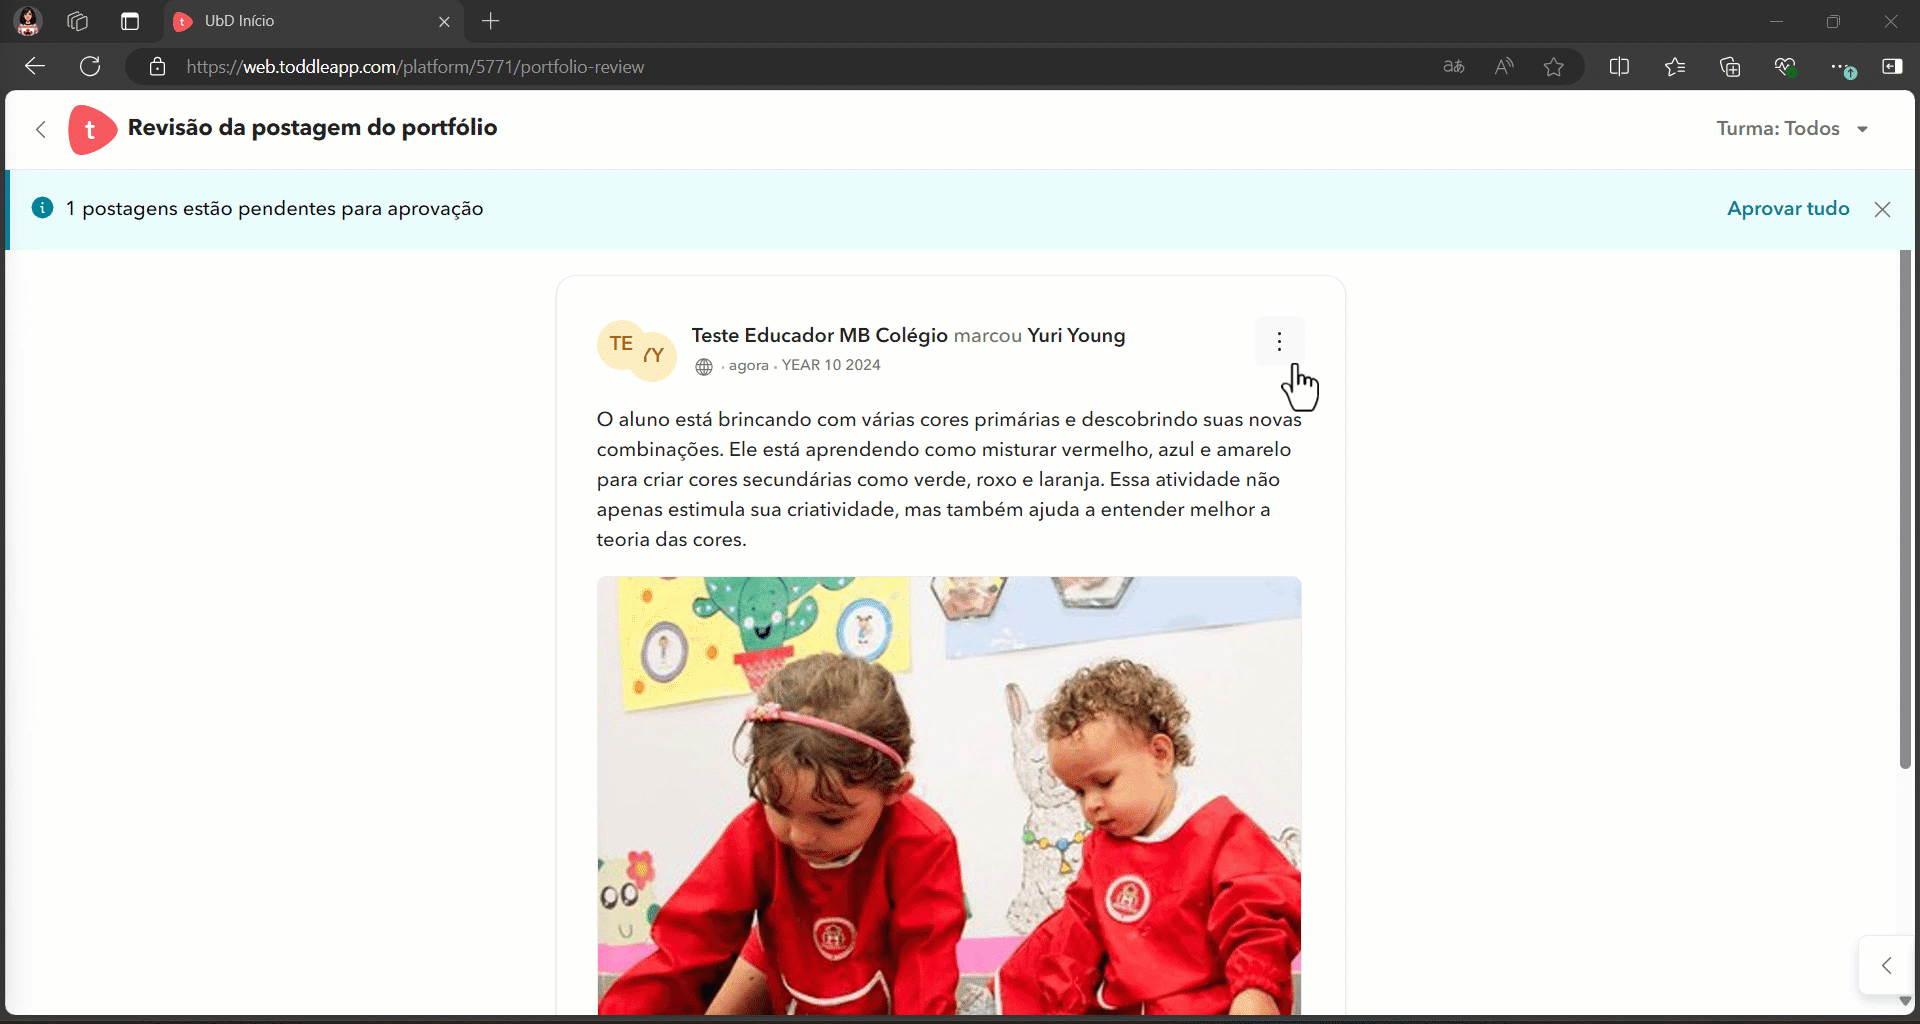 UbD Início
https://web.toddleapp.com/platform/5771/portfolio-review
t Revisão da postagem do portfólio
Turma: Todos
1 postagens estão pendentes para aprovação
Aprovar tudo
TE
Teste Educador MB Colégio marcou Yuri Young
· agora · YEAR 10 2024
O aluno está brincando com várias cores primárias e descobrindo suas novas
combinações. Ele está aprendendo como misturar vermelho, azul e amarelo
para criar cores secundárias como verde, roxo e laranja. Essa atividade não
apenas estimula sua criatividade, mas também ajuda a entender melhor a
teoria das cores.